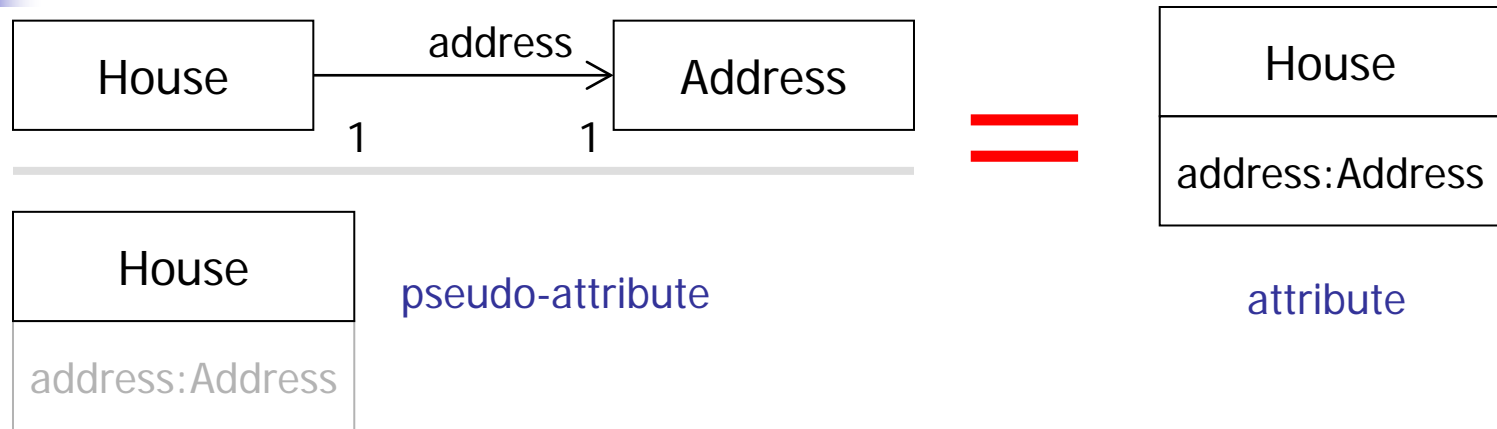 House
address
Address
1
1
House
address:Address
pseudo-attribute
House
address:Address
attribute